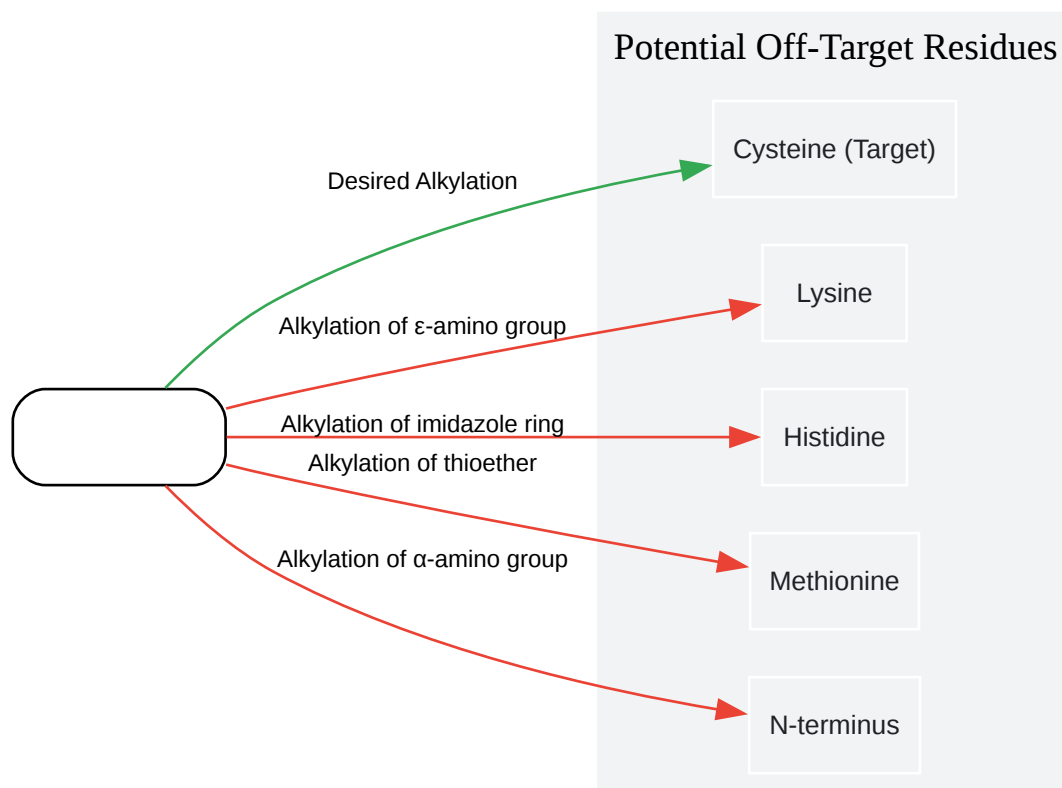 Potential Off-Target Residues
Cysteine (Target)
Desired Alkylation
Lysine
Alkylation of ε-amino group
Alkylation of imidazole ring
Histidine
Alkylation of thioether
Alkylation of α-amino group
Methionine
N-terminus